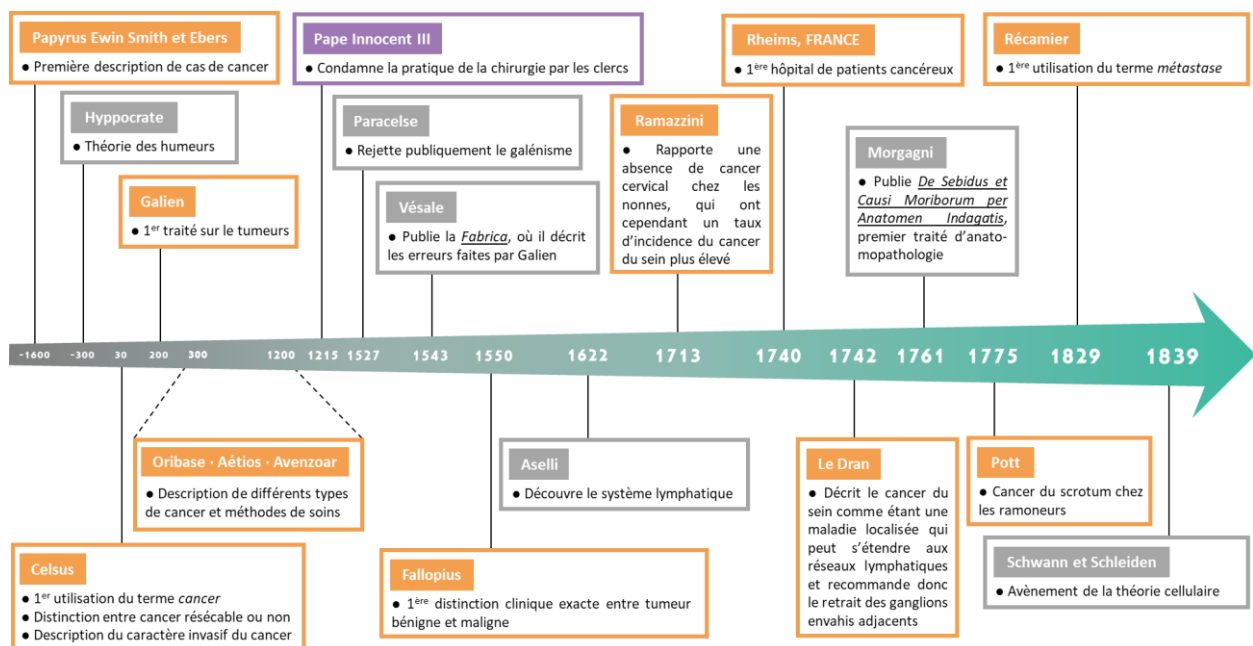 Papyrus Ewin Smith et Ebers
● Première description de cas de cancer
Hyppocrate
● Théorie des humeurs
Galien
● 1er traité sur le tumeurs
Pape Innocent III
● Condamne la pratique de la chirurgie par les clercs
Paracelse
● Rejette publiquement le galénisme
Vésale
● Publie la Fabrica, où il décrit
les erreurs faites par Galien
Ramazzini
● Rapporte une
absence de cancer
cervical chez les
nonnes, qui ont
cependant un taux
d’incidence du cancer
du sein plus élevé
Rheims, FRANCE
● 1ère hôpital de patients cancéreux
Morgagni
● Publie De Sebidus et
Causi Moriborum per
Anatomen Indagatis,
premier traité d’anato-
mopathologie
Récamier
● 1ère utilisation du terme métastase
-1600 -300 30 200 300 1200 1215 1527 1543 1550 1622 1713 1740 1742 1761 1775 1829 1839
Oribase · Aétios · Avenzoar
● Description de différents types
de cancer et méthodes de soins
Celsus
● 1er utilisation du terme cancer
● Distinction entre cancer résécable ou non
● Description du caractère invasif du cancer
Aselli
● Découvre le système lymphatique
Fallopius
● 1ère distinction clinique exacte entre tumeur
bénigne et maligne
Le Dran
● Décrit le cancer du
sein comme étant une
maladie localisée qui
peut s’étendre aux
réseaux lymphatiques
et recommande donc
le retrait des ganglions
envahis adjacents
Pott
● Cancer du scrotum chez
les ramoneurs
Schwann et Schleiden
● Avènement de la théorie cellulaire